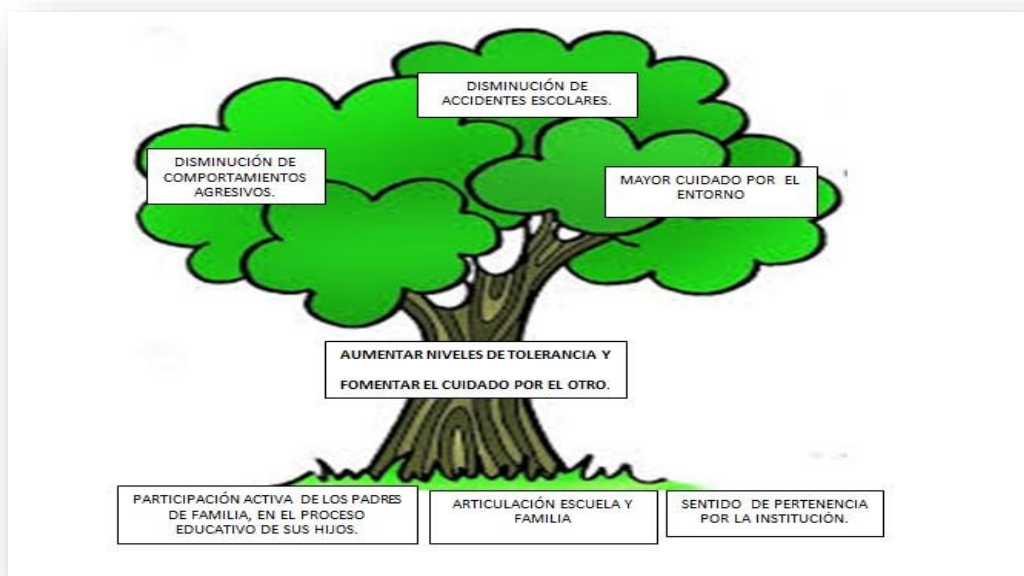 DISMINUCIÓN DE
ACCIDENTES ESCOLARES.
DISMINUCIÓN DE
COMPORTAMIENTOS
AGRESIVOS.
MAYOR CUIDADO POR EL
ENTORNO
AUMENTAR NIVELES DE TOLERANCIA Y
FOMENTAR EL CUIDADO POR EL OTRO.
PARTICIPACIÓN ACTIVA DE LOS PADRES
DE FAMILIA, EN EL PROCESO
EDUCATIVO DE SUS HIJOS.
ARTICULACIÓN ESCUELA Y
FAMILIA
SENTIDO DE PERTENENCIA
POR LA INSTITUCIÓN.